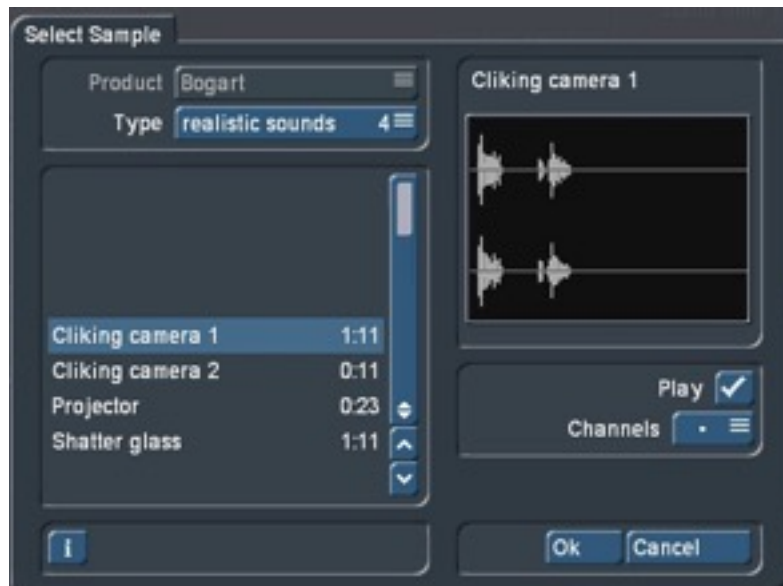 Select Sample
Product Bogart
Type realistic sounds 4
Cliking camera 1 1:11
Cliking camera 2 0:11
Projector 0:23
Shatter glass 1:11
i
Cliking camera 1
Play
Channels
Ok Cancel